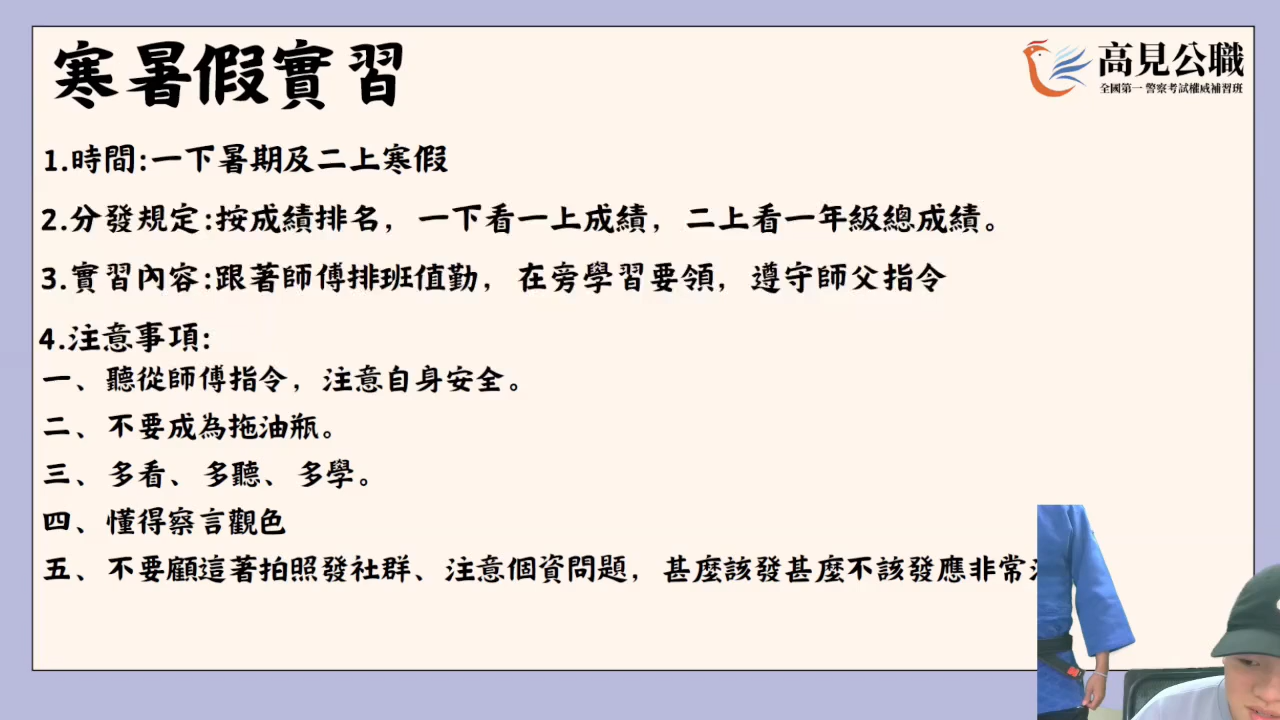 寒暑假實習
高見公職
全國第一 警察考試權威補習班
1.時間:一下暑期及二上寒假
2.分發規定:按成績排名，一下看一上成績，二上看一年級總成績。
3.實習內容:跟著師傅排班值勤，在旁學習要領，遵守師父指令
4.注意事項:
一、聽從師傅指令，注意自身安全。
二、不要成為拖油瓶。
三、多看、多聽、多學。
四、懂得察言觀色
五、不要顧這著拍照發社群、注意個資問題，甚麼該發甚麼不該發應非常